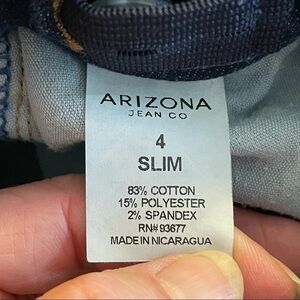 ARIZONA
JEAN CO
4
SLIM
83% COTTON
15% POLYESTER
2% SPANDEX
RN# 93677
MADE IN NICARAGUA